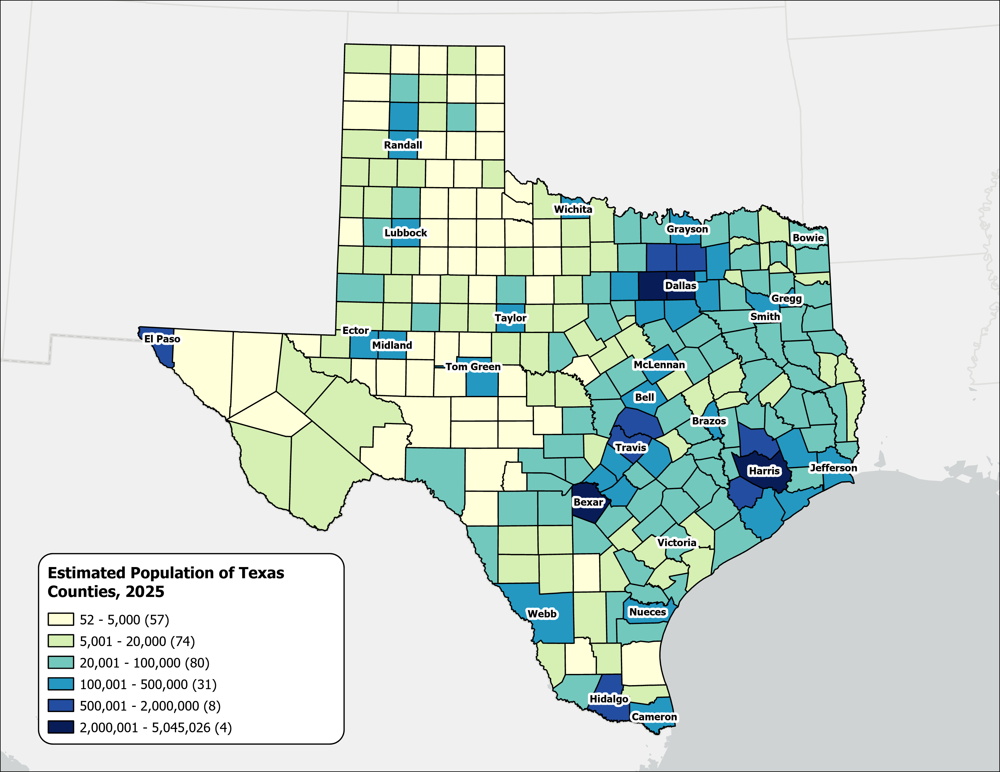 Randall
Wichita
Grayson
Lubbock
Bowie
Dallas
Gregg
Smith
Taylor
Ector
El Paso
Midland
McLennan
Tom Green
Bell
Brazos
Travis
Jefferson
Harris
Bexar
Victoria
Nueces
Webb
Hidalgo
Cameron
Estimated Population of Texas
Counties, 2025
52 - 5,000 (57)
5,001 - 20,000 (74)
20,001 - 100,000 (80)
100,001 - 500,000 (31)
500,001 - 2,000,000 (8)
2,000,001 - 5,045,026 (4)